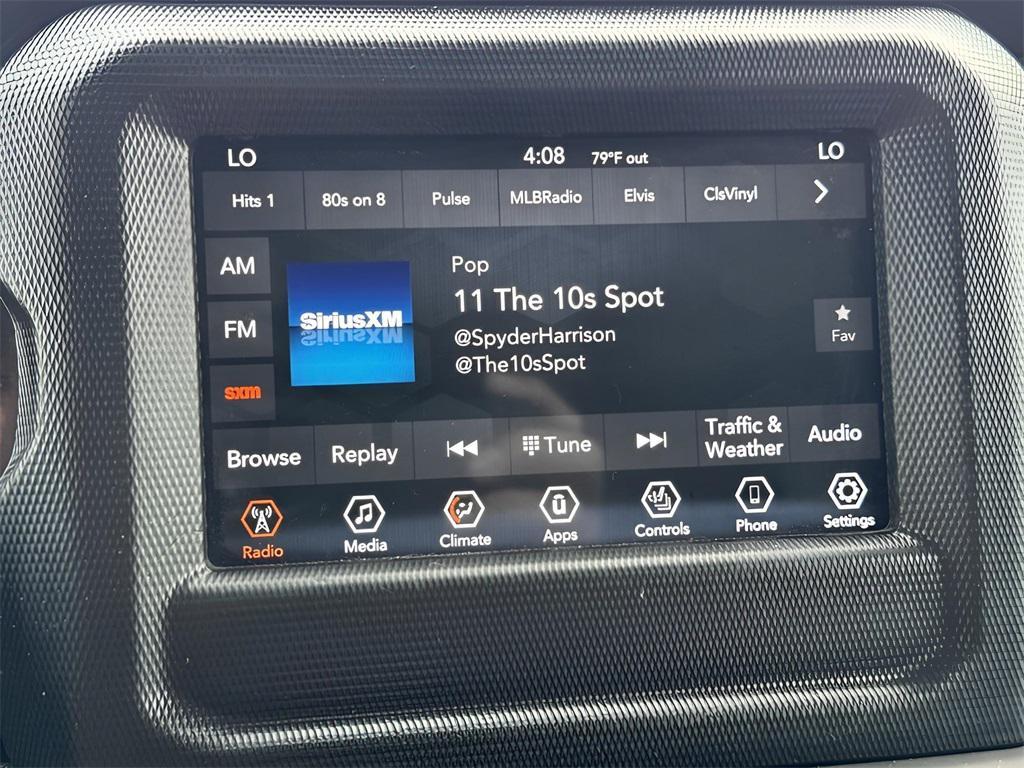 LO 4:08 79°F out LO
Hits 1 80s on 8 Pulse MLBRadio Elvis ClsVinyl
AM
FM
sxm
SiriusXM
Pop
11 The 10s Spot
@SpyderHarrison
@The10sSpot
Fav
Browse Replay Tune Traffic & Weather Audio
Radio Media Climate Apps Controls Phone Settings